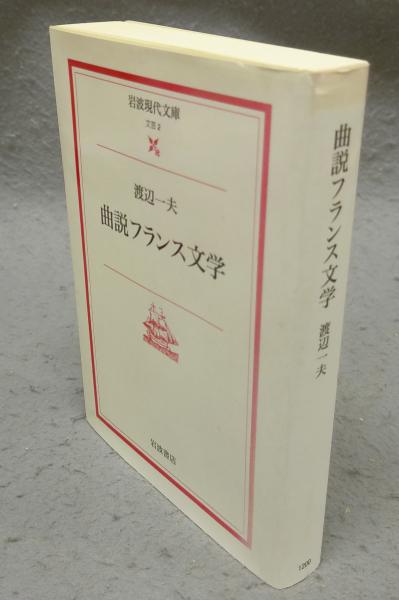 岩波現代文庫
文芸2
渡辺一夫
曲説フランス文学
岩波書店
曲説フランス文学
渡辺一夫
1200